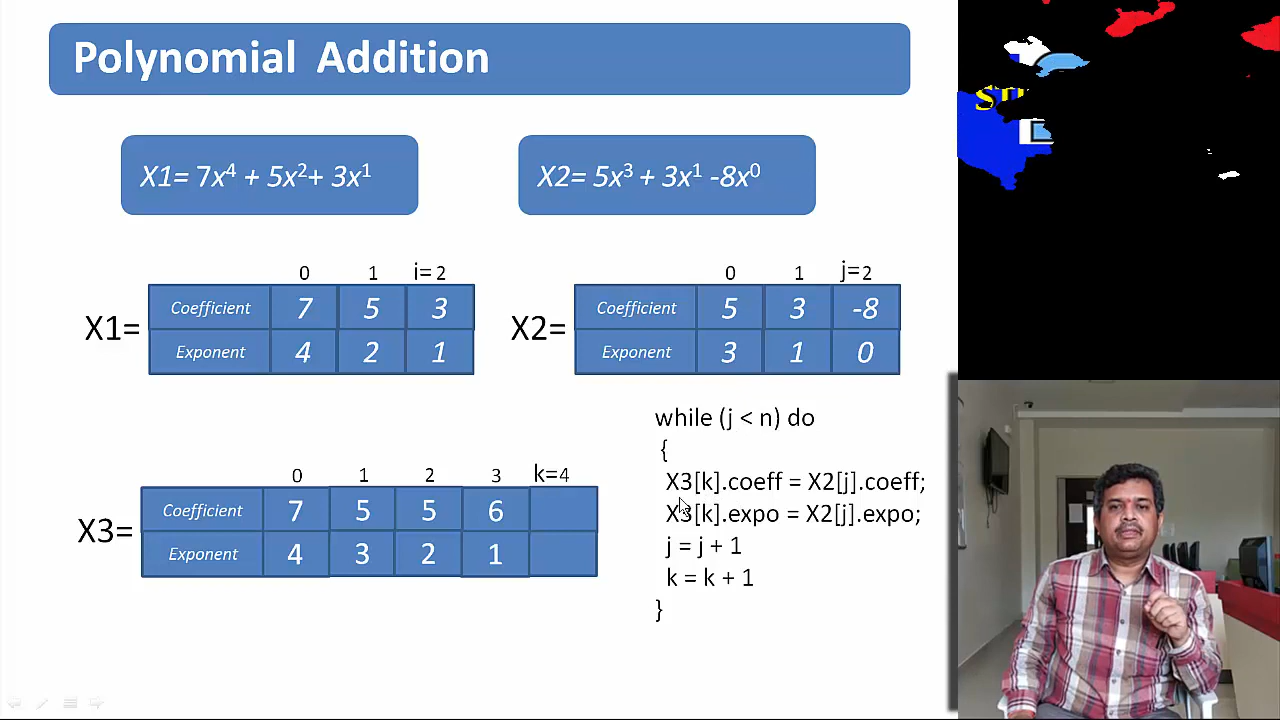 Polynomial Addition
X1= 7x⁴ + 5x²+ 3x¹
X2= 5x³ + 3x¹ -8x⁰
0 1 i= 2
X1=
Coefficient 7 5 3
Exponent 4 2 1
0 1 j= 2
X2=
Coefficient 5 3 -8
Exponent 3 1 0
0 1 2 3 k=4
X3=
Coefficient 7 5 5 6
Exponent 4 3 2 1
while (j < n) do
{
X3[k].coeff = X2[j].coeff;
X3[k].expo = X2[j].expo;
j = j + 1
k = k + 1
}